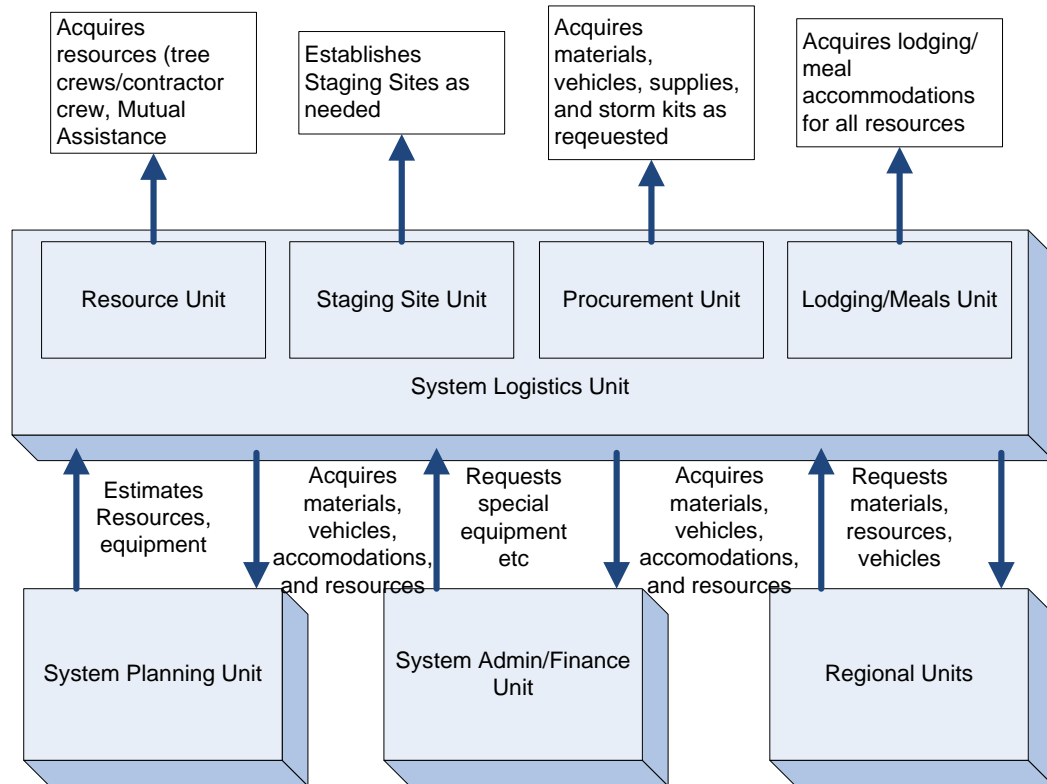 Acquires
resources (tree
crews/contractor
crew, Mutual
Assistance
Establishes
Staging Sites as
needed
Acquires
materials,
vehicles, supplies,
and storm kits as
reqeuested
Acquires lodging/
meal
accommodations
for all resources
Resource Unit
Staging Site Unit
Procurement Unit
Lodging/Meals Unit
System Logistics Unit
Estimates
Resources,
equipment
Acquires
materials,
vehicles,
accomodations,
and resources
Requests
special
equipment
etc
Acquires
materials,
vehicles,
accomodations,
and resources
Requests
materials,
resources,
vehicles
System Planning Unit
System Admin/Finance
Unit
Regional Units